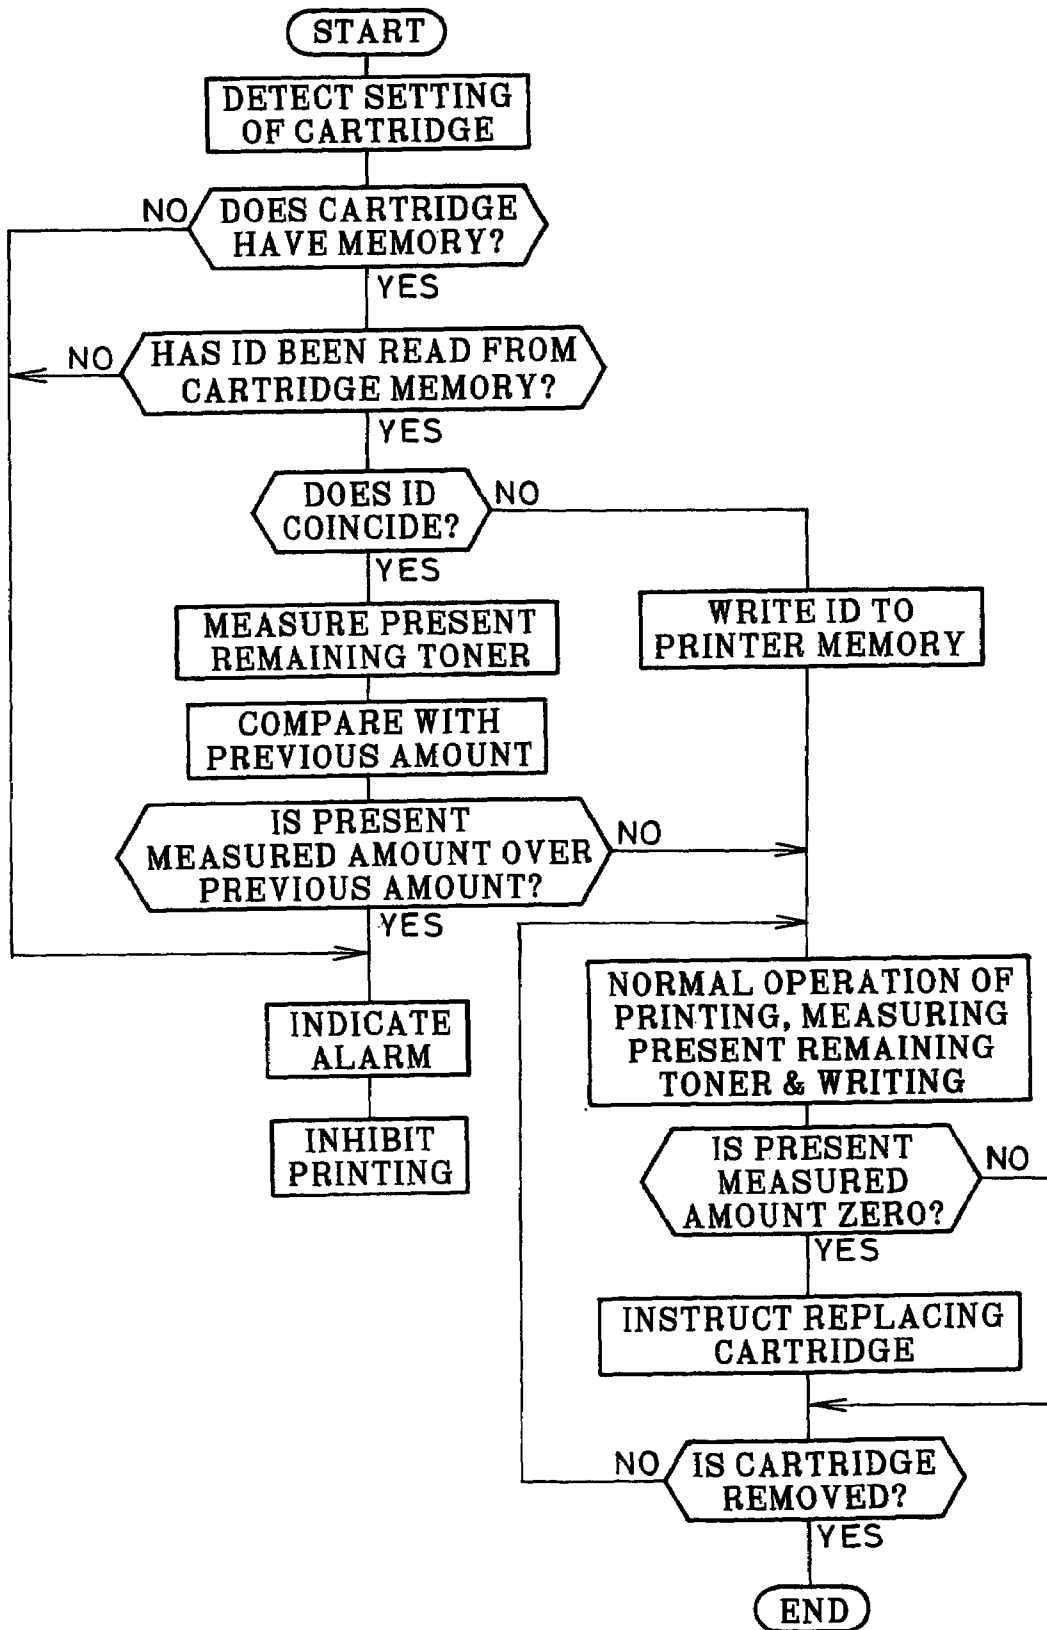 START
DETECT SETTING
OF CARTRIDGE
NO
DOES CARTRIDGE
HAVE MEMORY?
YES
NO
HAS ID BEEN READ FROM
CARTRIDGE MEMORY?
YES
DOES ID
COINCIDE?
NO
YES
MEASURE PRESENT
REMAINING TONER
WRITE ID TO
PRINTER MEMORY
COMPARE WITH
PREVIOUS AMOUNT
IS PRESENT
MEASURED AMOUNT OVER
PREVIOUS AMOUNT?
NO
YES
INDICATE
ALARM
INHIBIT
PRINTING
NORMAL OPERATION OF
PRINTING, MEASURING
PRESENT REMAINING
TONER & WRITING
IS PRESENT
MEASURED
AMOUNT ZERO?
NO
YES
INSTRUCT REPLACING
CARTRIDGE
NO
IS CARTRIDGE
REMOVED?
YES
END